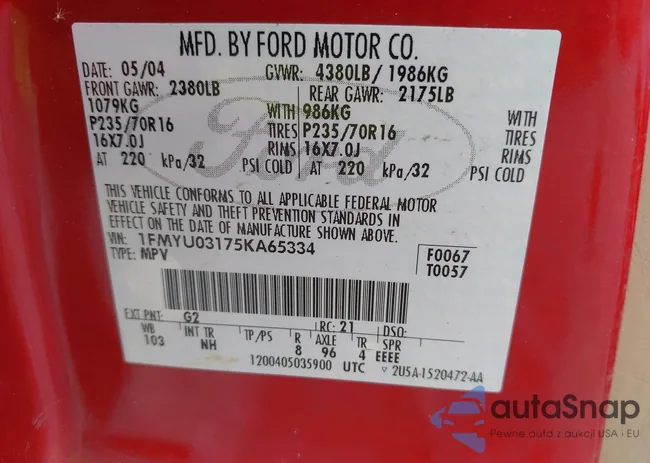 MFD. BY FORD MOTOR CO.
DATE: 05/04 GVWR: 4380LB/ 1986KG
FRONT GAWR: 2380LB REAR GAWR: 2175LB
1079KG WITH 986KG WITH
P235/70R16 TIRES P235/70R16 TIRES
16X7.0J RIMS 16X7.0J RIMS
AT 220 kPa/32 PSI COLD AT 220 kPa/32 PSI COLD
THIS VEHICLE CONFORMS TO ALL APPLICABLE FEDERAL MOTOR
VEHICLE SAFETY AND THEFT PREVENTION STANDARDS IN
EFFECT ON THE DATE OF MANUFACTURE SHOWN ABOVE.
VIN: 1FMYU03175KA65334 F0067
TYPE: MPV T0057
Ford
EXT PNT: G2 RC: 21 DSO:
WB INT TR TP/PS R AXLE TR SPR
103 NH 8 96 4 EEEE
1200405035900 UTC ▽ 2U5A-1520472-AA
autaSnap
Pewne auta z aukcji USA i EU